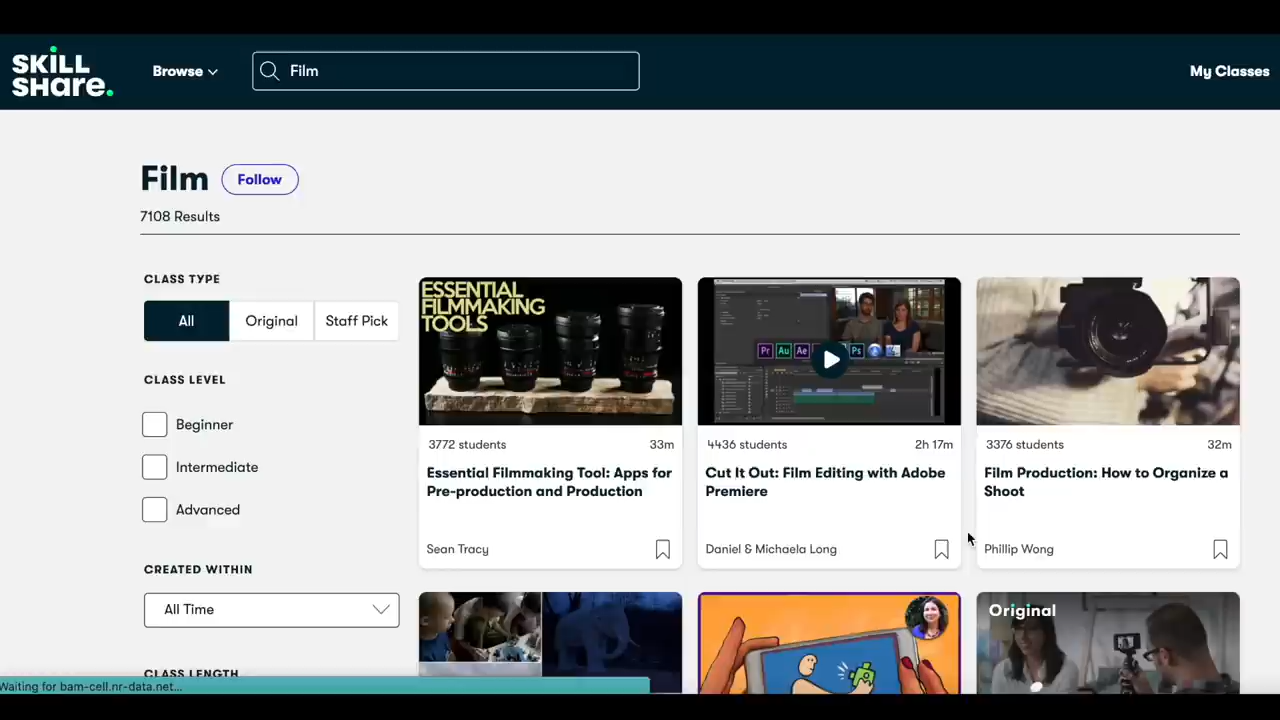 SKILL
SHARE.
Browse
Film
My Classes
Film
Follow
7108 Results
CLASS TYPE
All
Original
Staff Pick
CLASS LEVEL
Beginner
Intermediate
Advanced
CREATED WITHIN
All Time
CLASS LENGTH
ESSENTIAL
FILMMAKING
TOOLS
3772 students
33m
Essential Filmmaking Tool: Apps for
Pre-production and Production
Sean Tracy
Pr Au Ae Ps
4436 students
2h 17m
Cut It Out: Film Editing with Adobe
Premiere
Daniel & Michaela Long
3376 students
32m
Film Production: How to Organize a
Shoot
Phillip Wong
Original
Waiting for bam-cell.nr-data.net...